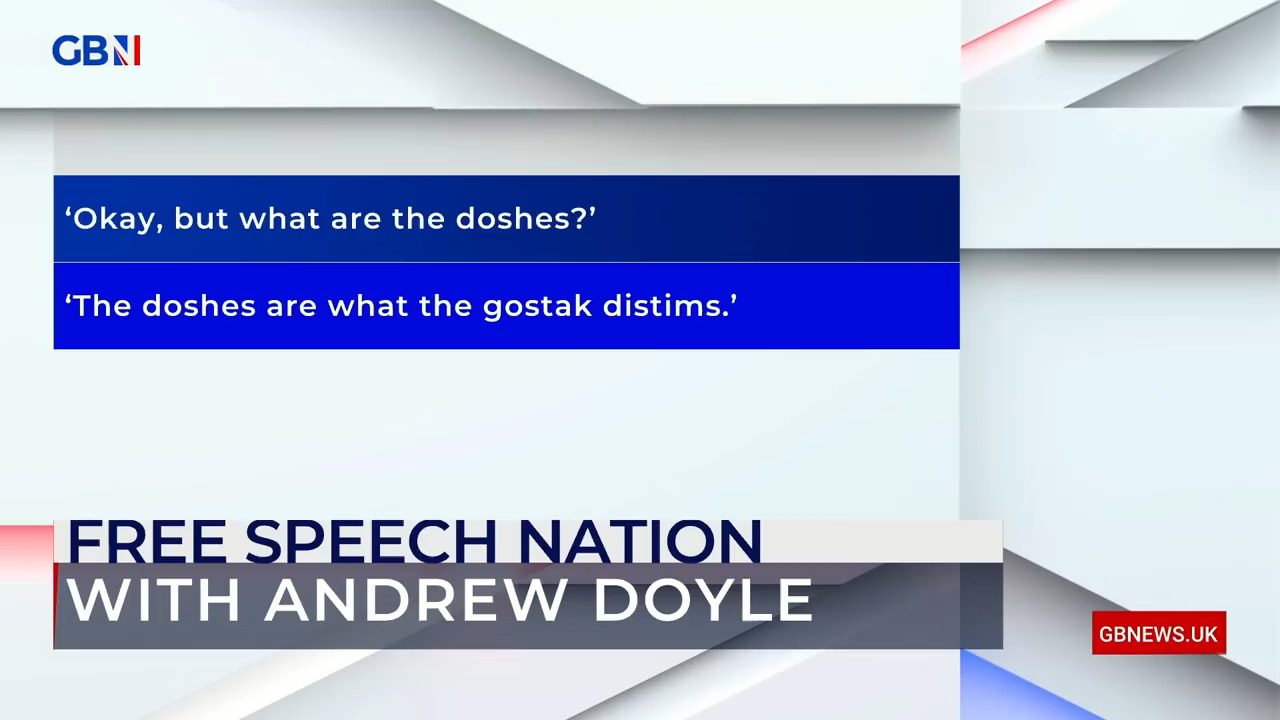 GBN
‘Okay, but what are the doshes?’
‘The doshes are what the gostak distims.’
FREE SPEECH NATION
WITH ANDREW DOYLE
GBNEWS.UK